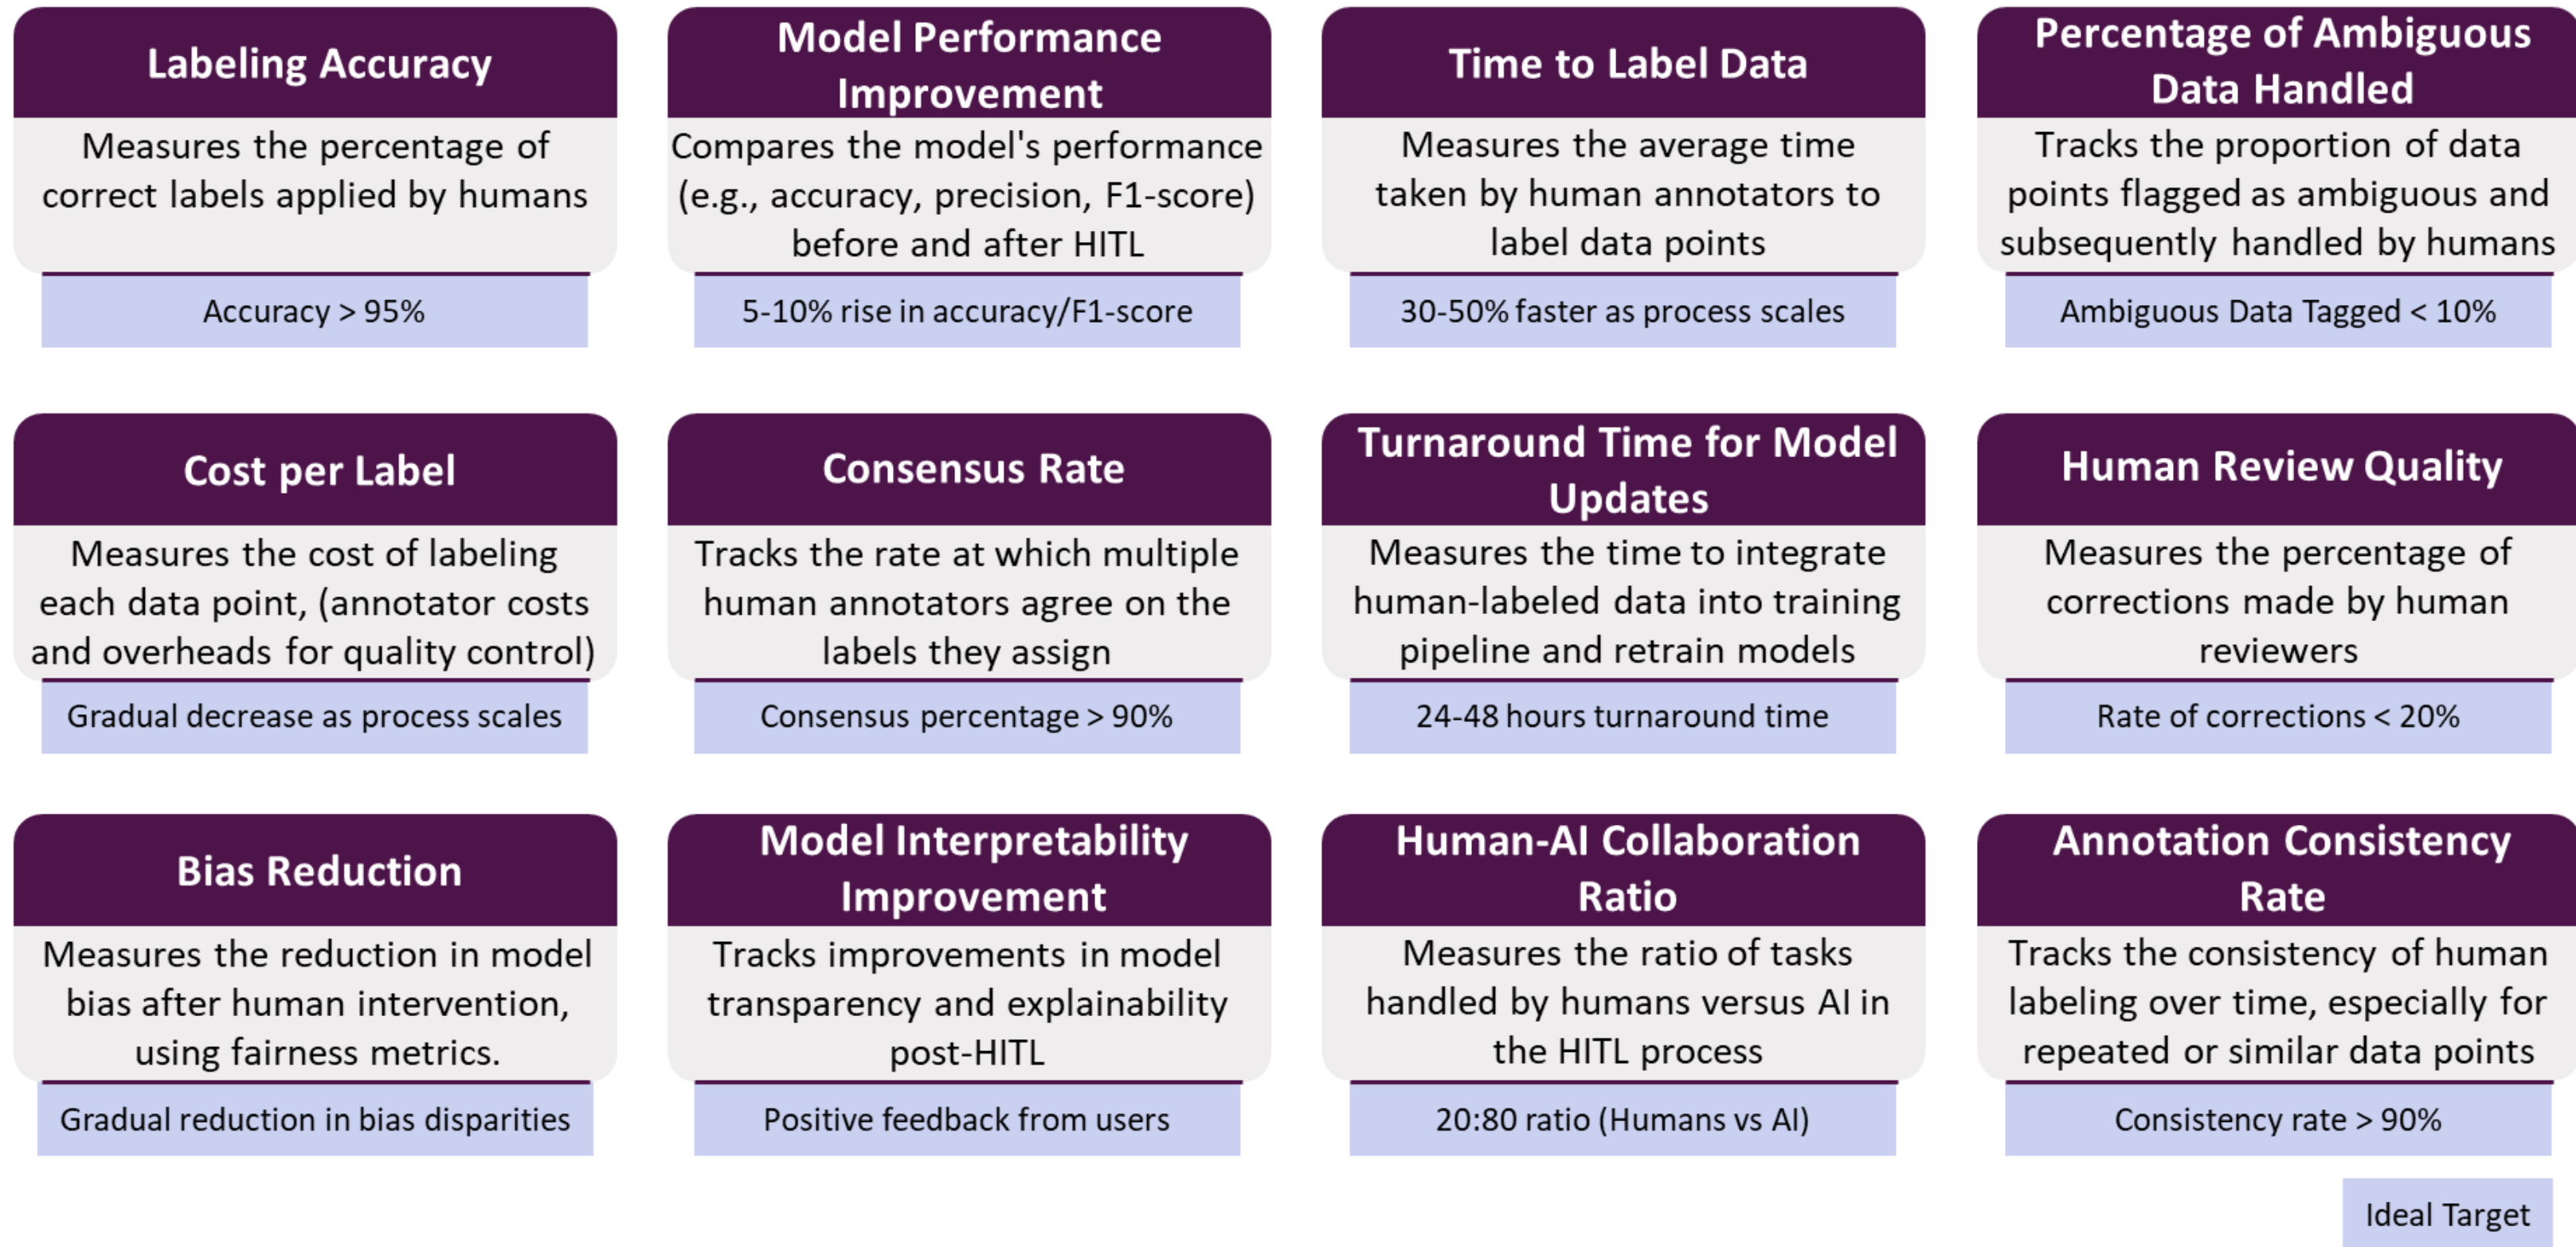 Labeling Accuracy
Measures the percentage of
correct labels applied by humans
Accuracy > 95%
Model Performance
Improvement
Compares the model's performance
(e.g., accuracy, precision, F1-score)
before and after HITL
5-10% rise in accuracy/F1-score
Time to Label Data
Measures the average time
taken by human annotators to
label data points
30-50% faster as process scales
Percentage of Ambiguous
Data Handled
Tracks the proportion of data
points flagged as ambiguous and
subsequently handled by humans
Ambiguous Data Tagged < 10%
Cost per Label
Measures the cost of labeling
each data point, (annotator costs
and overheads for quality control)
Gradual decrease as process scales
Consensus Rate
Tracks the rate at which multiple
human annotators agree on the
labels they assign
Consensus percentage > 90%
Turnaround Time for Model
Updates
Measures the time to integrate
human-labeled data into training
pipeline and retrain models
24-48 hours turnaround time
Human Review Quality
Measures the percentage of
corrections made by human
reviewers
Rate of corrections < 20%
Bias Reduction
Measures the reduction in model
bias after human intervention,
using fairness metrics.
Gradual reduction in bias disparities
Model Interpretability
Improvement
Tracks improvements in model
transparency and explainability
post-HITL
Positive feedback from users
Human-AI Collaboration
Ratio
Measures the ratio of tasks
handled by humans versus AI in
the HITL process
20:80 ratio (Humans vs AI)
Annotation Consistency
Rate
Tracks the consistency of human
labeling over time, especially for
repeated or similar data points
Consistency rate > 90%
Ideal Target